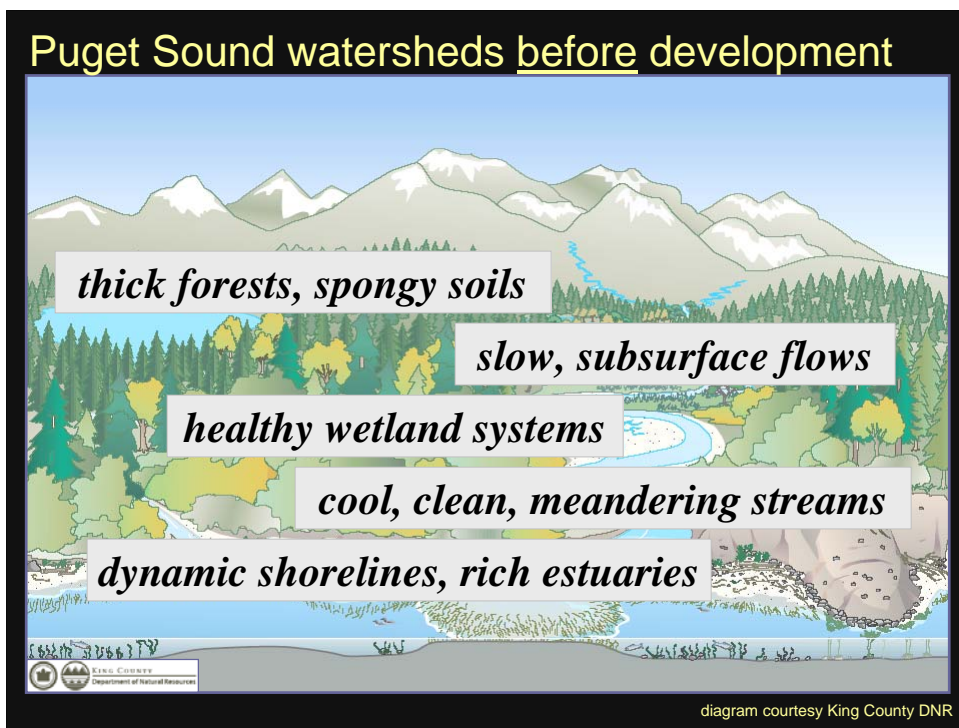 Puget Sound watersheds before development
thick forests, spongy soils
slow, subsurface flows
healthy wetland systems
cool, clean, meandering streams
dynamic shorelines, rich estuaries
KING COUNTY
Department of Natural Resources
diagram courtesy King County DNR